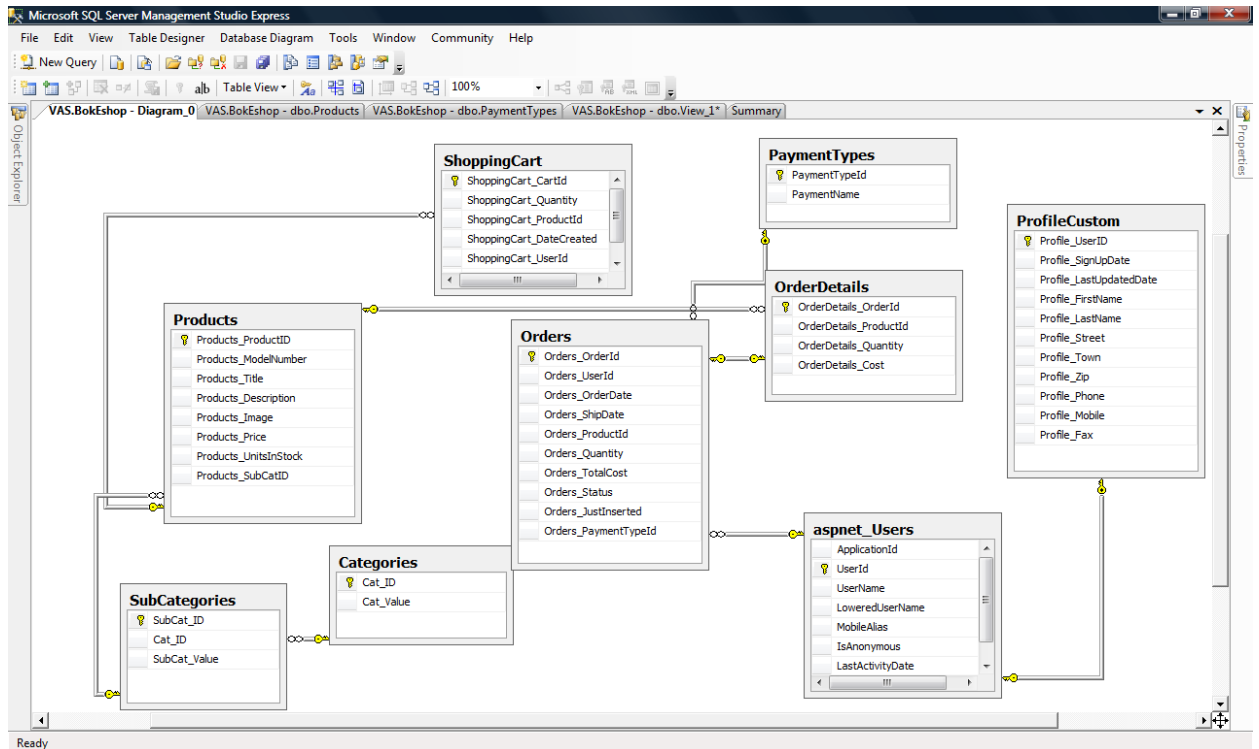 Microsoft SQL Server Management Studio Express
File Edit View Table Designer Database Diagram Tools Window Community Help
New Query
ab Table View 100%
VAS.BokEshop - Diagram_0 VAS.BokEshop - dbo.Products VAS.BokEshop - dbo.PaymentTypes VAS.BokEshop - dbo.View_1* Summary
Object Explorer
Properties
ShoppingCart
ShoppingCart_CartId
ShoppingCart_Quantity
ShoppingCart_ProductId
ShoppingCart_DateCreated
ShoppingCart_UserId
PaymentTypes
PaymentTypeId
PaymentName
ProfileCustom
Profile_UserID
Profile_SignUpDate
Profile_LastUpdatedDate
Profile_FirstName
Profile_LastName
Profile_Street
Profile_Town
Profile_Zip
Profile_Phone
Profile_Mobile
Profile_Fax
OrderDetails
OrderDetails_OrderId
OrderDetails_ProductId
OrderDetails_Quantity
OrderDetails_Cost
Products
Products_ProductID
Products_ModelNumber
Products_Title
Products_Description
Products_Image
Products_Price
Products_UnitsInStock
Products_SubCatID
Orders
Orders_OrderId
Orders_UserId
Orders_OrderDate
Orders_ShipDate
Orders_ProductId
Orders_Quantity
Orders_TotalCost
Orders_Status
Orders_JustInserted
Orders_PaymentTypeId
aspnet_Users
ApplicationId
UserId
UserName
LoweredUserName
MobileAlias
IsAnonymous
LastActivityDate
Categories
Cat_ID
Cat_Value
SubCategories
SubCat_ID
Cat_ID
SubCat_Value
Ready